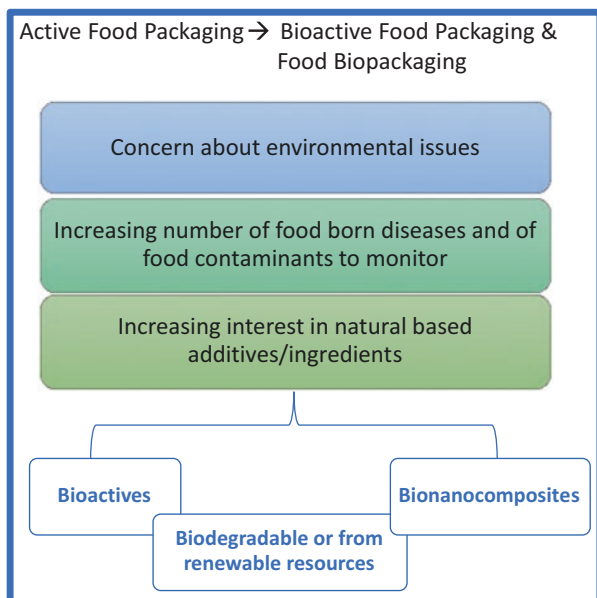 Active Food Packaging → Bioactive Food Packaging &
Food Biopackaging
Concern about environmental issues
Increasing number of food born diseases and of
food contaminants to monitor
Increasing interest in natural based
additives/ingredients
Bioactives
Bionanocomposites
Biodegradable or from
renewable resources